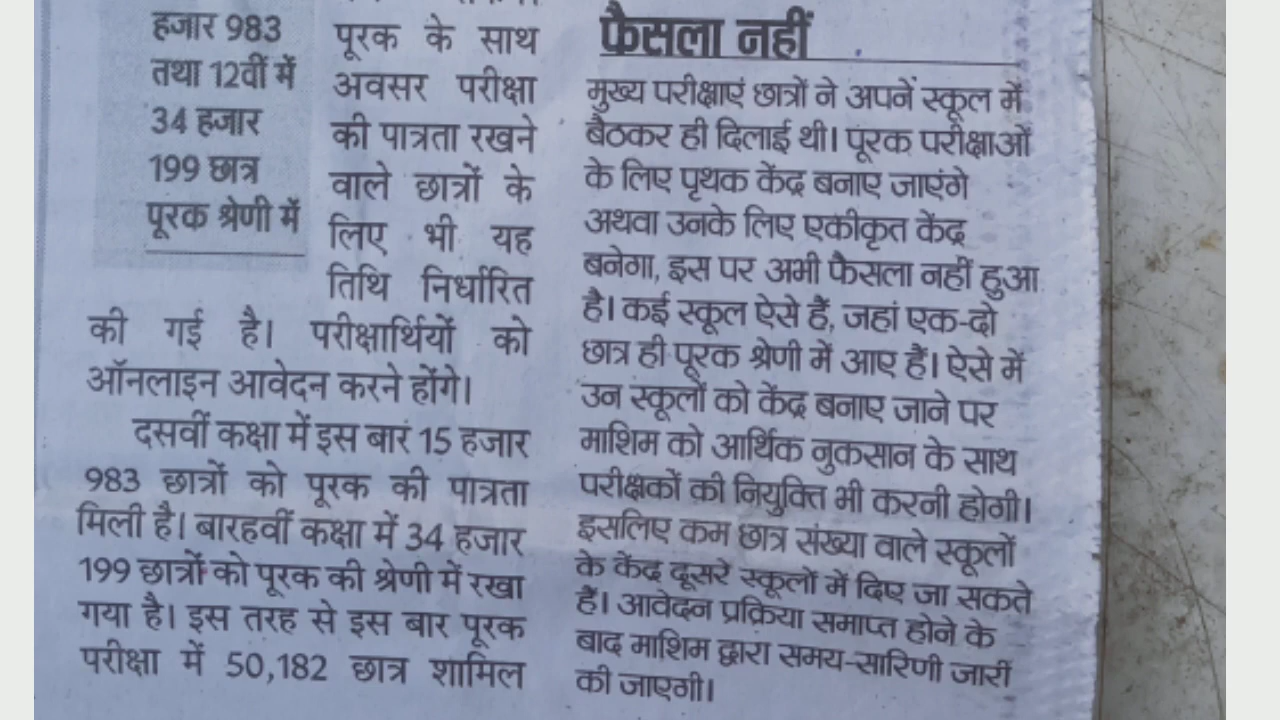 हजार 983
तथा 12वीं में
34 हजार
199 छात्र
पूरक श्रेणी में
पूरक के साथ
अवसर परीक्षा
की पात्रता रखने
वाले छात्रों के
लिए भी यह
तिथि निर्धारित
की गई है। परीक्षार्थियों को
ऑनलाइन आवेदन करने होंगे।
दसवीं कक्षा में इस बार 15 हजार
983 छात्रों को पूरक की पात्रता
मिली है। बारहवीं कक्षा में 34 हजार
199 छात्रों को पूरक की श्रेणी में रखा
गया है। इस तरह से इस बार पूरक
परीक्षा में 50,182 छात्र शामिल
फैसला नहीं
मुख्य परीक्षाएं छात्रों ने अपनें स्कूल में
बैठकर ही दिलाई थी। पूरक परीक्षाओं
के लिए पृथक केंद्र बनाए जाएंगे
अथवा उनके लिए एकीकृत केंद्र
बनेगा, इस पर अभी फैसला नहीं हुआ
है। कई स्कूल ऐसे हैं, जहां एक-दो
छात्र ही पूरक श्रेणी में आए हैं। ऐसे में
उन स्कूलों को केंद्र बनाए जाने पर
माशिम को आर्थिक नुकसान के साथ
परीक्षकों की नियुक्ति भी करनी होगी।
इसलिए कम छात्र संख्या वाले स्कूलों
के केंद्र दूसरे स्कूलों में दिए जा सकते
हैं। आवेदन प्रक्रिया समाप्त होने के
बाद माशिम द्वारा समय-सारिणी जारी
की जाएगी।